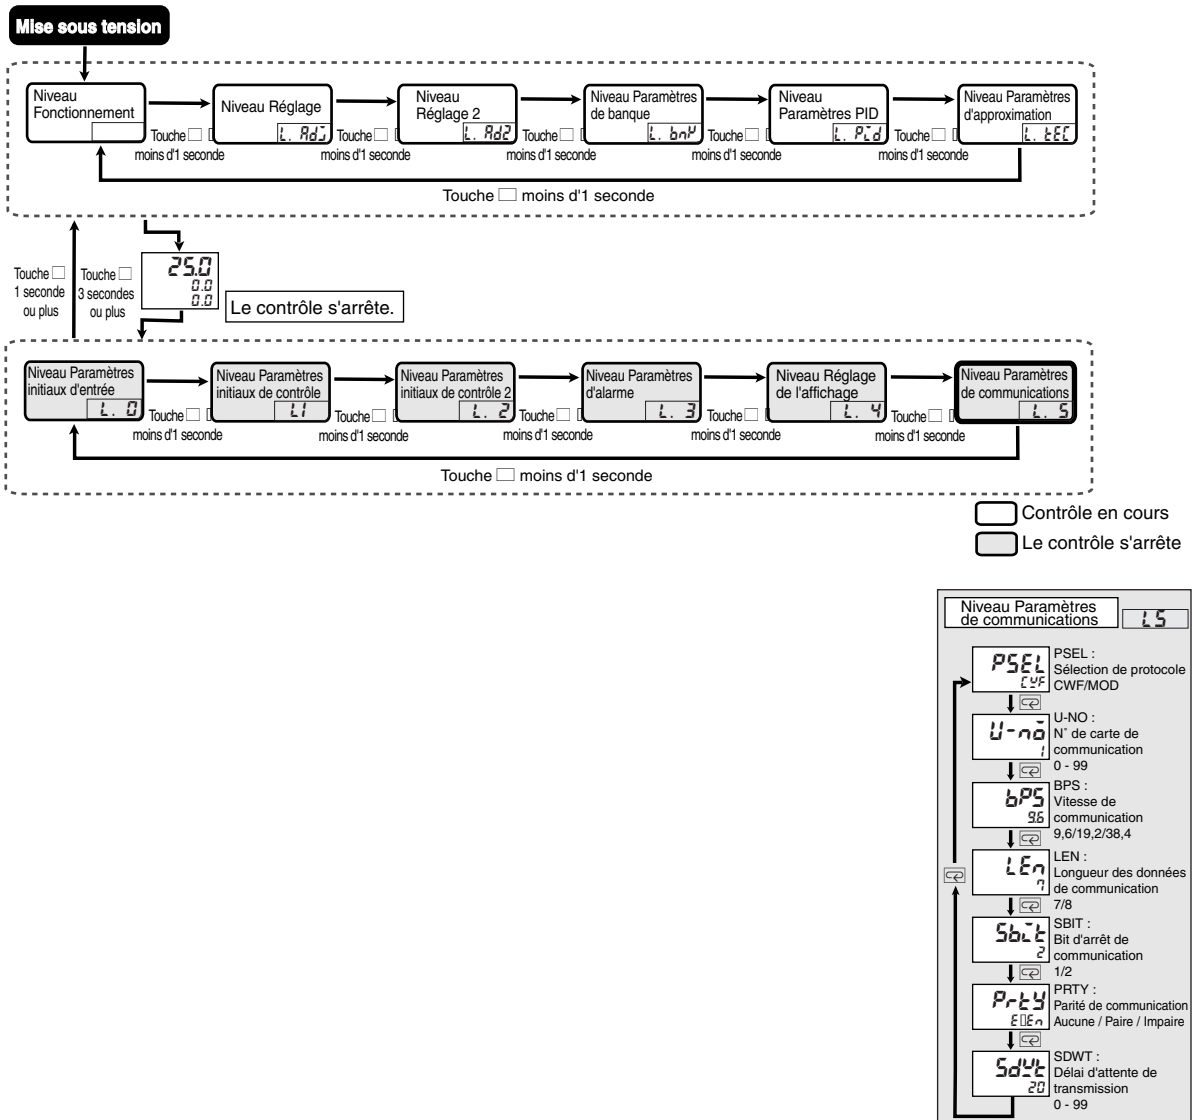 Mise sous tension
Niveau
Fonctionnement
Niveau Réglage
L. Adj
Niveau
Réglage 2
L. Ad2
Niveau Paramètres
de banque
L. bnk
Niveau
Paramètres PID
L. Pid
Niveau Paramètres
d'approximation
L. tEC
Touche
moins d'1 seconde
Touche
moins d'1 seconde
Touche
moins d'1 seconde
Touche
moins d'1 seconde
Touche
moins d'1 seconde
Touche moins d'1 seconde
Touche
1 seconde
ou plus
Touche
3 secondes
ou plus
25.0
0.0
0.0
Le contrôle s'arrête.
Niveau Paramètres
initiaux d'entrée
L. 0
Niveau Paramètres
initiaux de contrôle
L1
Niveau Paramètres
initiaux de contrôle 2
L. 2
Niveau Paramètres
d'alarme
L. 3
Niveau Réglage
de l'affichage
L. 4
Niveau Paramètres
de communications
L. 5
Touche
moins d'1 seconde
Touche
moins d'1 seconde
Touche
moins d'1 seconde
Touche
moins d'1 seconde
Touche
moins d'1 seconde
Touche moins d'1 seconde
Contrôle en cours
Le contrôle s'arrête
Niveau Paramètres
de communications
L5
PSEL
CWF
PSEL :
Sélection de protocole
CWF/MOD
U-no
1
U-NO :
N° de carte de
communication
0 - 99
bPS
9.6
BPS :
Vitesse de
communication
9,6/19,2/38,4
LEn
7
LEN :
Longueur des données
de communication
7/8
Sbit
2
SBIT :
Bit d'arrêt de
communication
1/2
PrtY
PRTY :
Parité de communication
Aucune / Paire / Impaire
Sdwt
20
SDWT :
Délai d'attente de
transmission
0 - 99